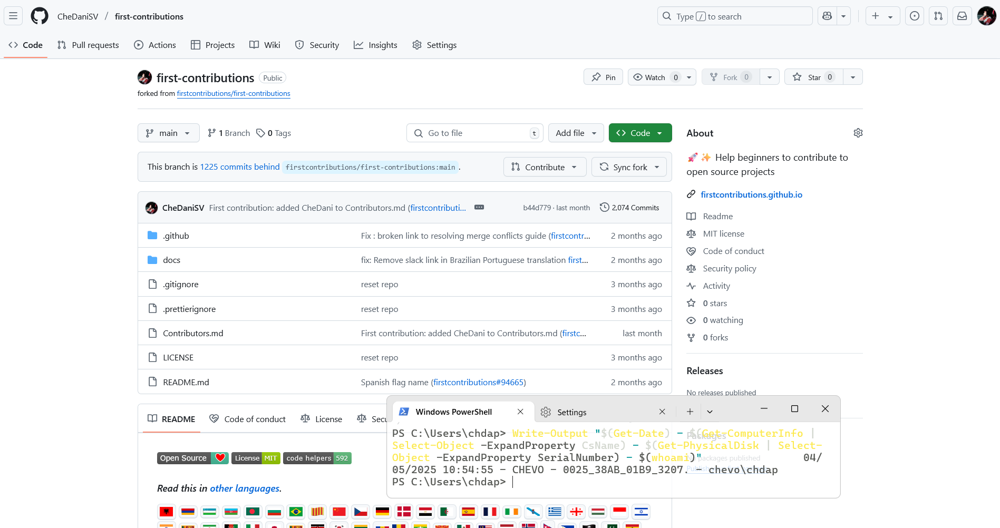 CheDaniSV / first-contributions
Type / to search
Code
Pull requests
Actions
Projects
Wiki
Security
Insights
Settings
first-contributions Public
forked from firstcontributions/first-contributions
Pin
Watch 0
Fork 0
Star 0
main
1 Branch
0 Tags
Go to file t
Add file
Code
This branch is 1225 commits behind firstcontributions/first-contributions:main .
Contribute
Sync fork
CheDaniSV First contribution: added CheDani to Contributors.md (firstcontributi... b44d779 · last month 2,074 Commits
.github Fix : broken link to resolving merge conflicts guide (firstcontr... 2 months ago
docs fix: Remove slack link in Brazilian Portuguese translation first... 2 months ago
.gitignore reset repo 3 months ago
.prettierignore reset repo 3 months ago
Contributors.md First contribution: added CheDani to Contributors.md (firstc... last month
LICENSE reset repo 3 months ago
README.md Spanish flag name (firstcontributions#94665) 2 months ago
README
Code of conduct
License
Open Source
License MIT
code helpers 592
Read this in other languages.
About
Help beginners to contribute to
open source projects
firstcontributions.github.io
Readme
MIT license
Code of conduct
Security policy
Activity
0 stars
0 watching
0 forks
Releases
No releases published
Packages
No packages published
Windows PowerShell
Settings
PS C:\Users\chdap> Write-Output "$(Get-Date) - $(Get-ComputerInfo |
Select-Object -ExpandProperty CsName) - $(Get-PhysicalDisk | Select-
Object -ExpandProperty SerialNumber) - $(whoami)" 04/
05/2025 10:54:55 - CHEVO - 0025_38AB_01B9_3207. - chevo\chdap
PS C:\Users\chdap>